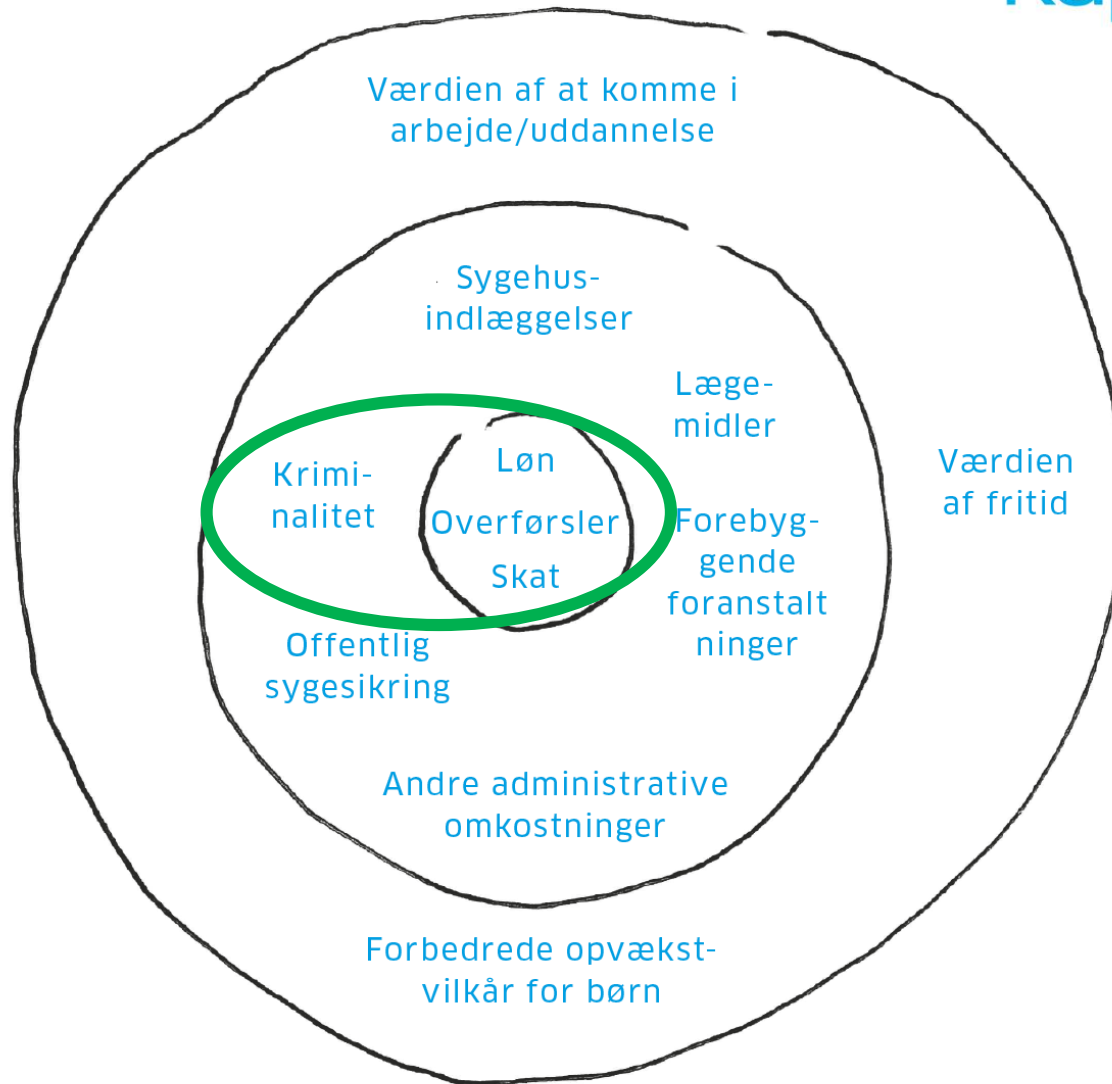 Værdien af at komme i
arbejde/uddannelse
Sygehus-
indlæggelser
Læge-
midler
Værdien
af fritid
Krimi-
nalitet
Løn
Overførsler
Skat
Forebyg-
gende
foranstalt
ninger
Offentlig
sygesikring
Andre administrative
omkostninger
Forbedrede opvækst-
vilkår for børn